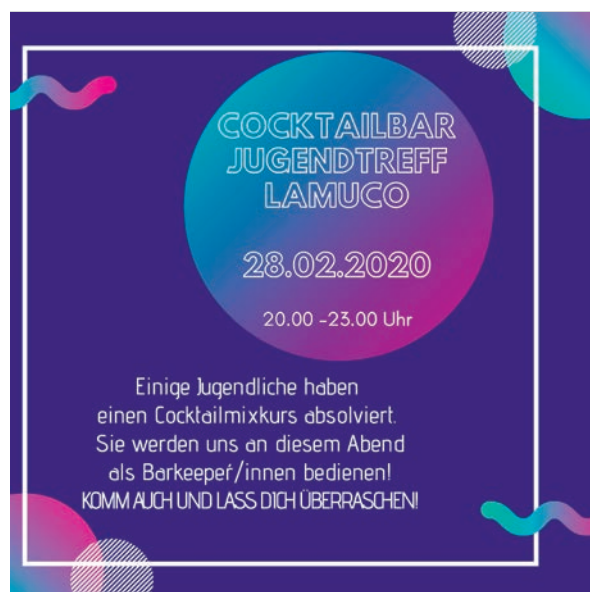 COCKTAILBAR
JUGENDTREFF
LAMUCO
28.02.2020
20.00 -23.00 Uhr
Einige Jugendliche haben
einen Cocktailmixkurs absolviert.
Sie werden uns an diesem Abend
als Barkeeper/innen bedienen!
KOMM AUCH UND LASS DICH ÜBERRASCHEN!